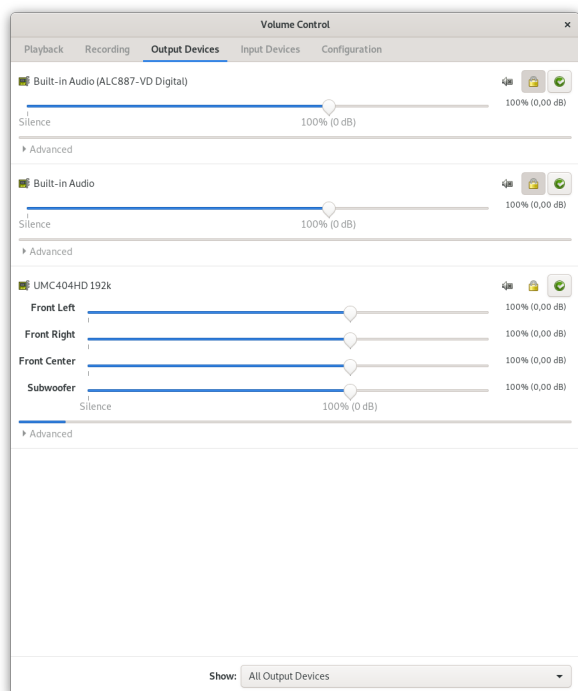 Volume Control ×
Playback Recording Output Devices Input Devices Configuration
Built-in Audio (ALC887-VD Digital)
100% (0,00 dB)
Silence 100% (0 dB)
Advanced
Built-in Audio
100% (0,00 dB)
Silence 100% (0 dB)
Advanced
UMC404HD 192k
Front Left 100% (0,00 dB)
Front Right 100% (0,00 dB)
Front Center 100% (0,00 dB)
Subwoofer 100% (0,00 dB)
Silence 100% (0 dB)
Advanced
Show: All Output Devices